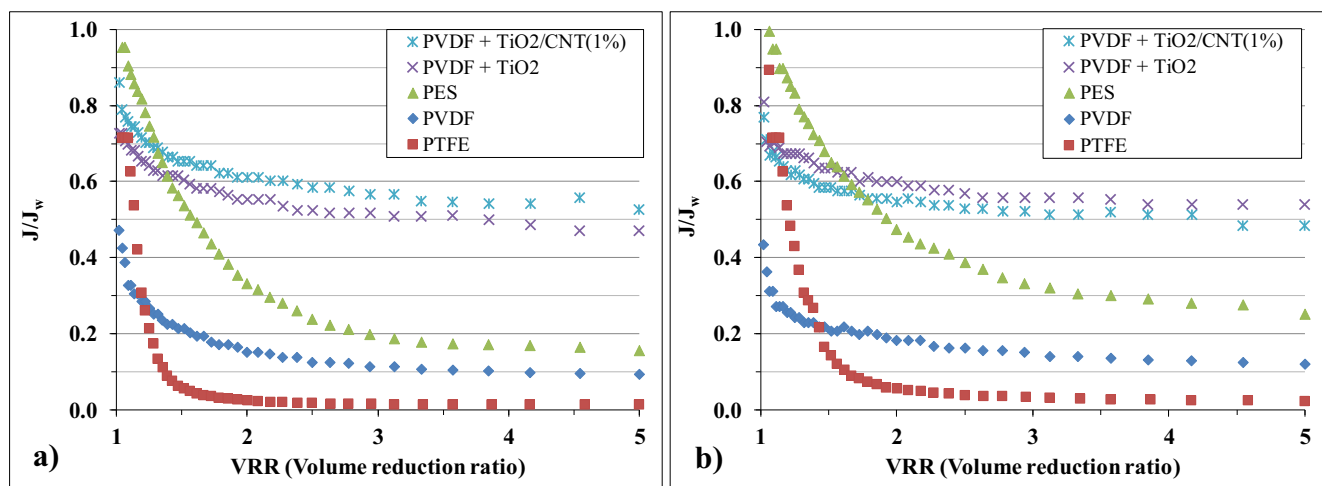 1.0
0.8
0.6
0.4
0.2
0.0
J/Jw
PVDF + TiO2/CNT(1%)
PVDF + TiO2
PES
PVDF
PTFE
1 2 3 4 5
a)
VRR (Volume reduction ratio)
1.0
0.8
0.6
0.4
0.2
0.0
J/Jw
PVDF + TiO2/CNT(1%)
PVDF + TiO2
PES
PVDF
PTFE
1 2 3 4 5
b)
VRR (Volume reduction ratio)